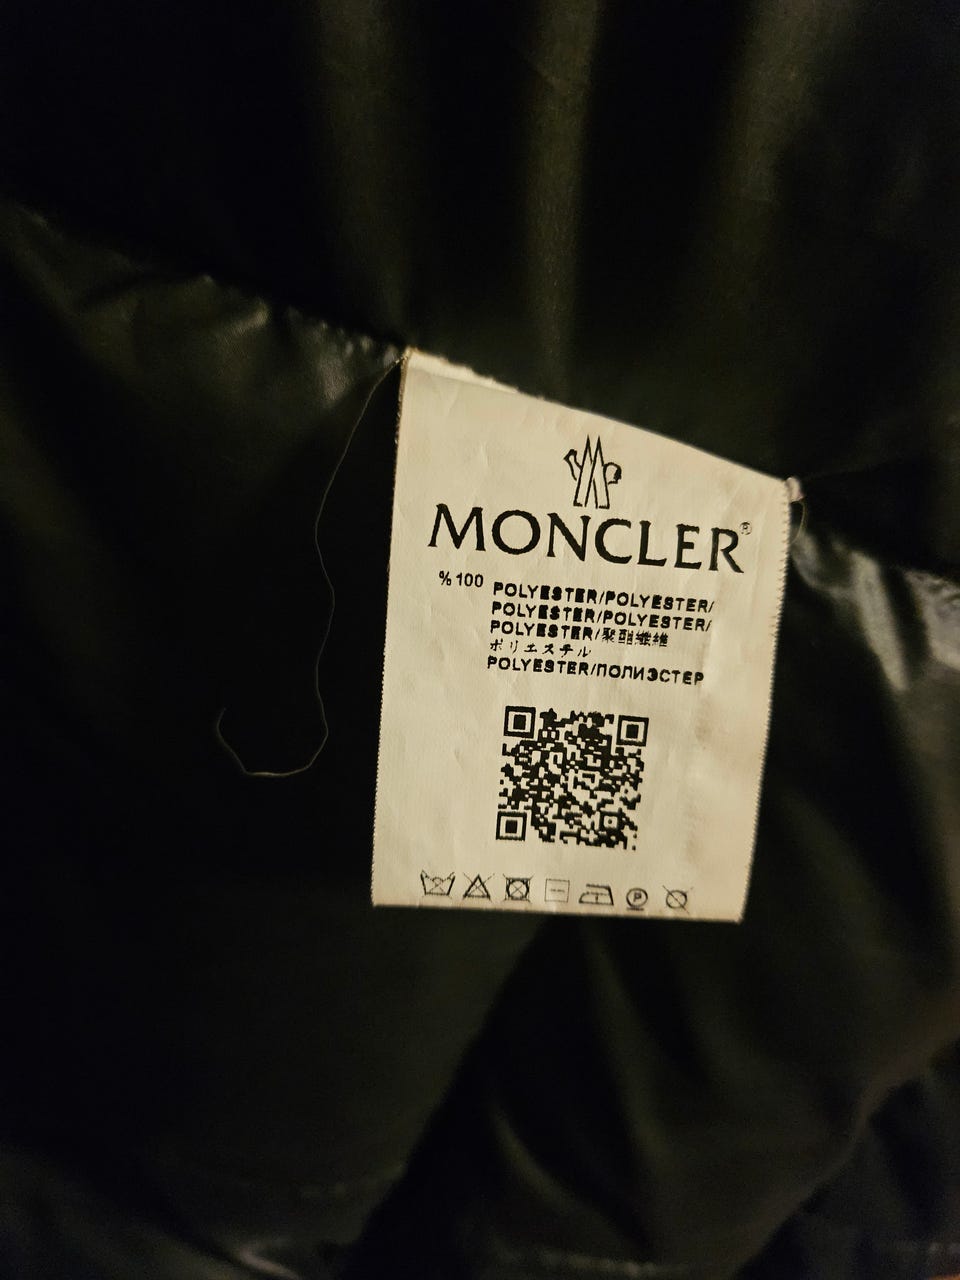 MONCLER®
%100 POLYESTER/POLYESTER/
POLYESTER/POLYESTER/
POLYESTER/聚酯纖維
ポリエステル
POLYESTER/ПОЛИЭСТЕР
P